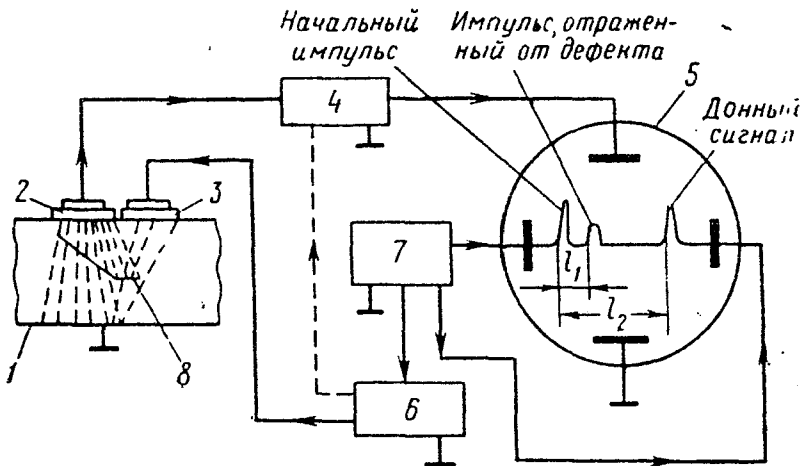 Начальный
импульс
Импульс, отражен-
ный от дефекта
5
Донный
сигнал
4
2
3
7
l₁
l₂
1
8
6